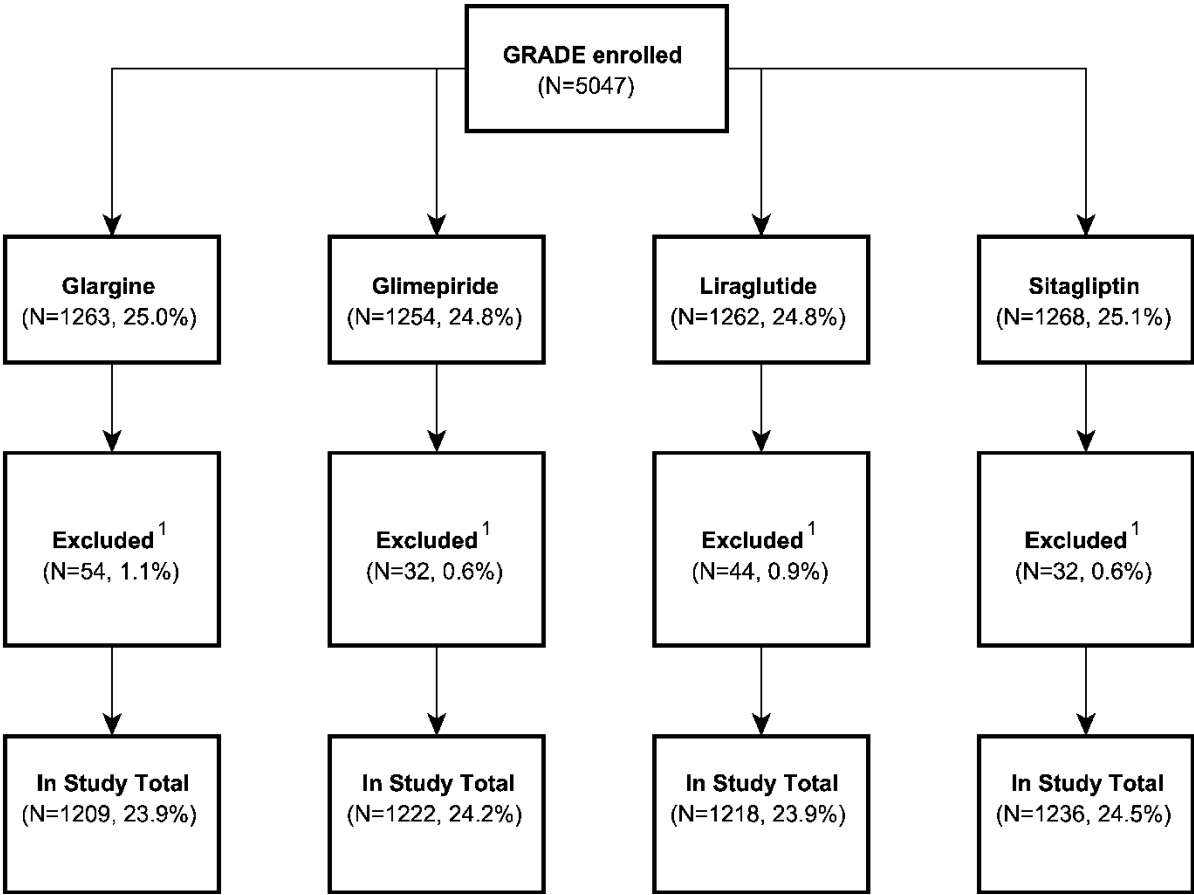 GRADE enrolled
(N=5047)
Glargine
(N=1263, 25.0%)
Glimepiride
(N=1254, 24.8%)
Liraglutide
(N=1262, 24.8%)
Sitagliptin
(N=1268, 25.1%)
Excluded 1
(N=54, 1.1%)
Excluded 1
(N=32, 0.6%)
Excluded 1
(N=44, 0.9%)
Excluded 1
(N=32, 0.6%)
In Study Total
(N=1209, 23.9%)
In Study Total
(N=1222, 24.2%)
In Study Total
(N=1218, 23.9%)
In Study Total
(N=1236, 24.5%)